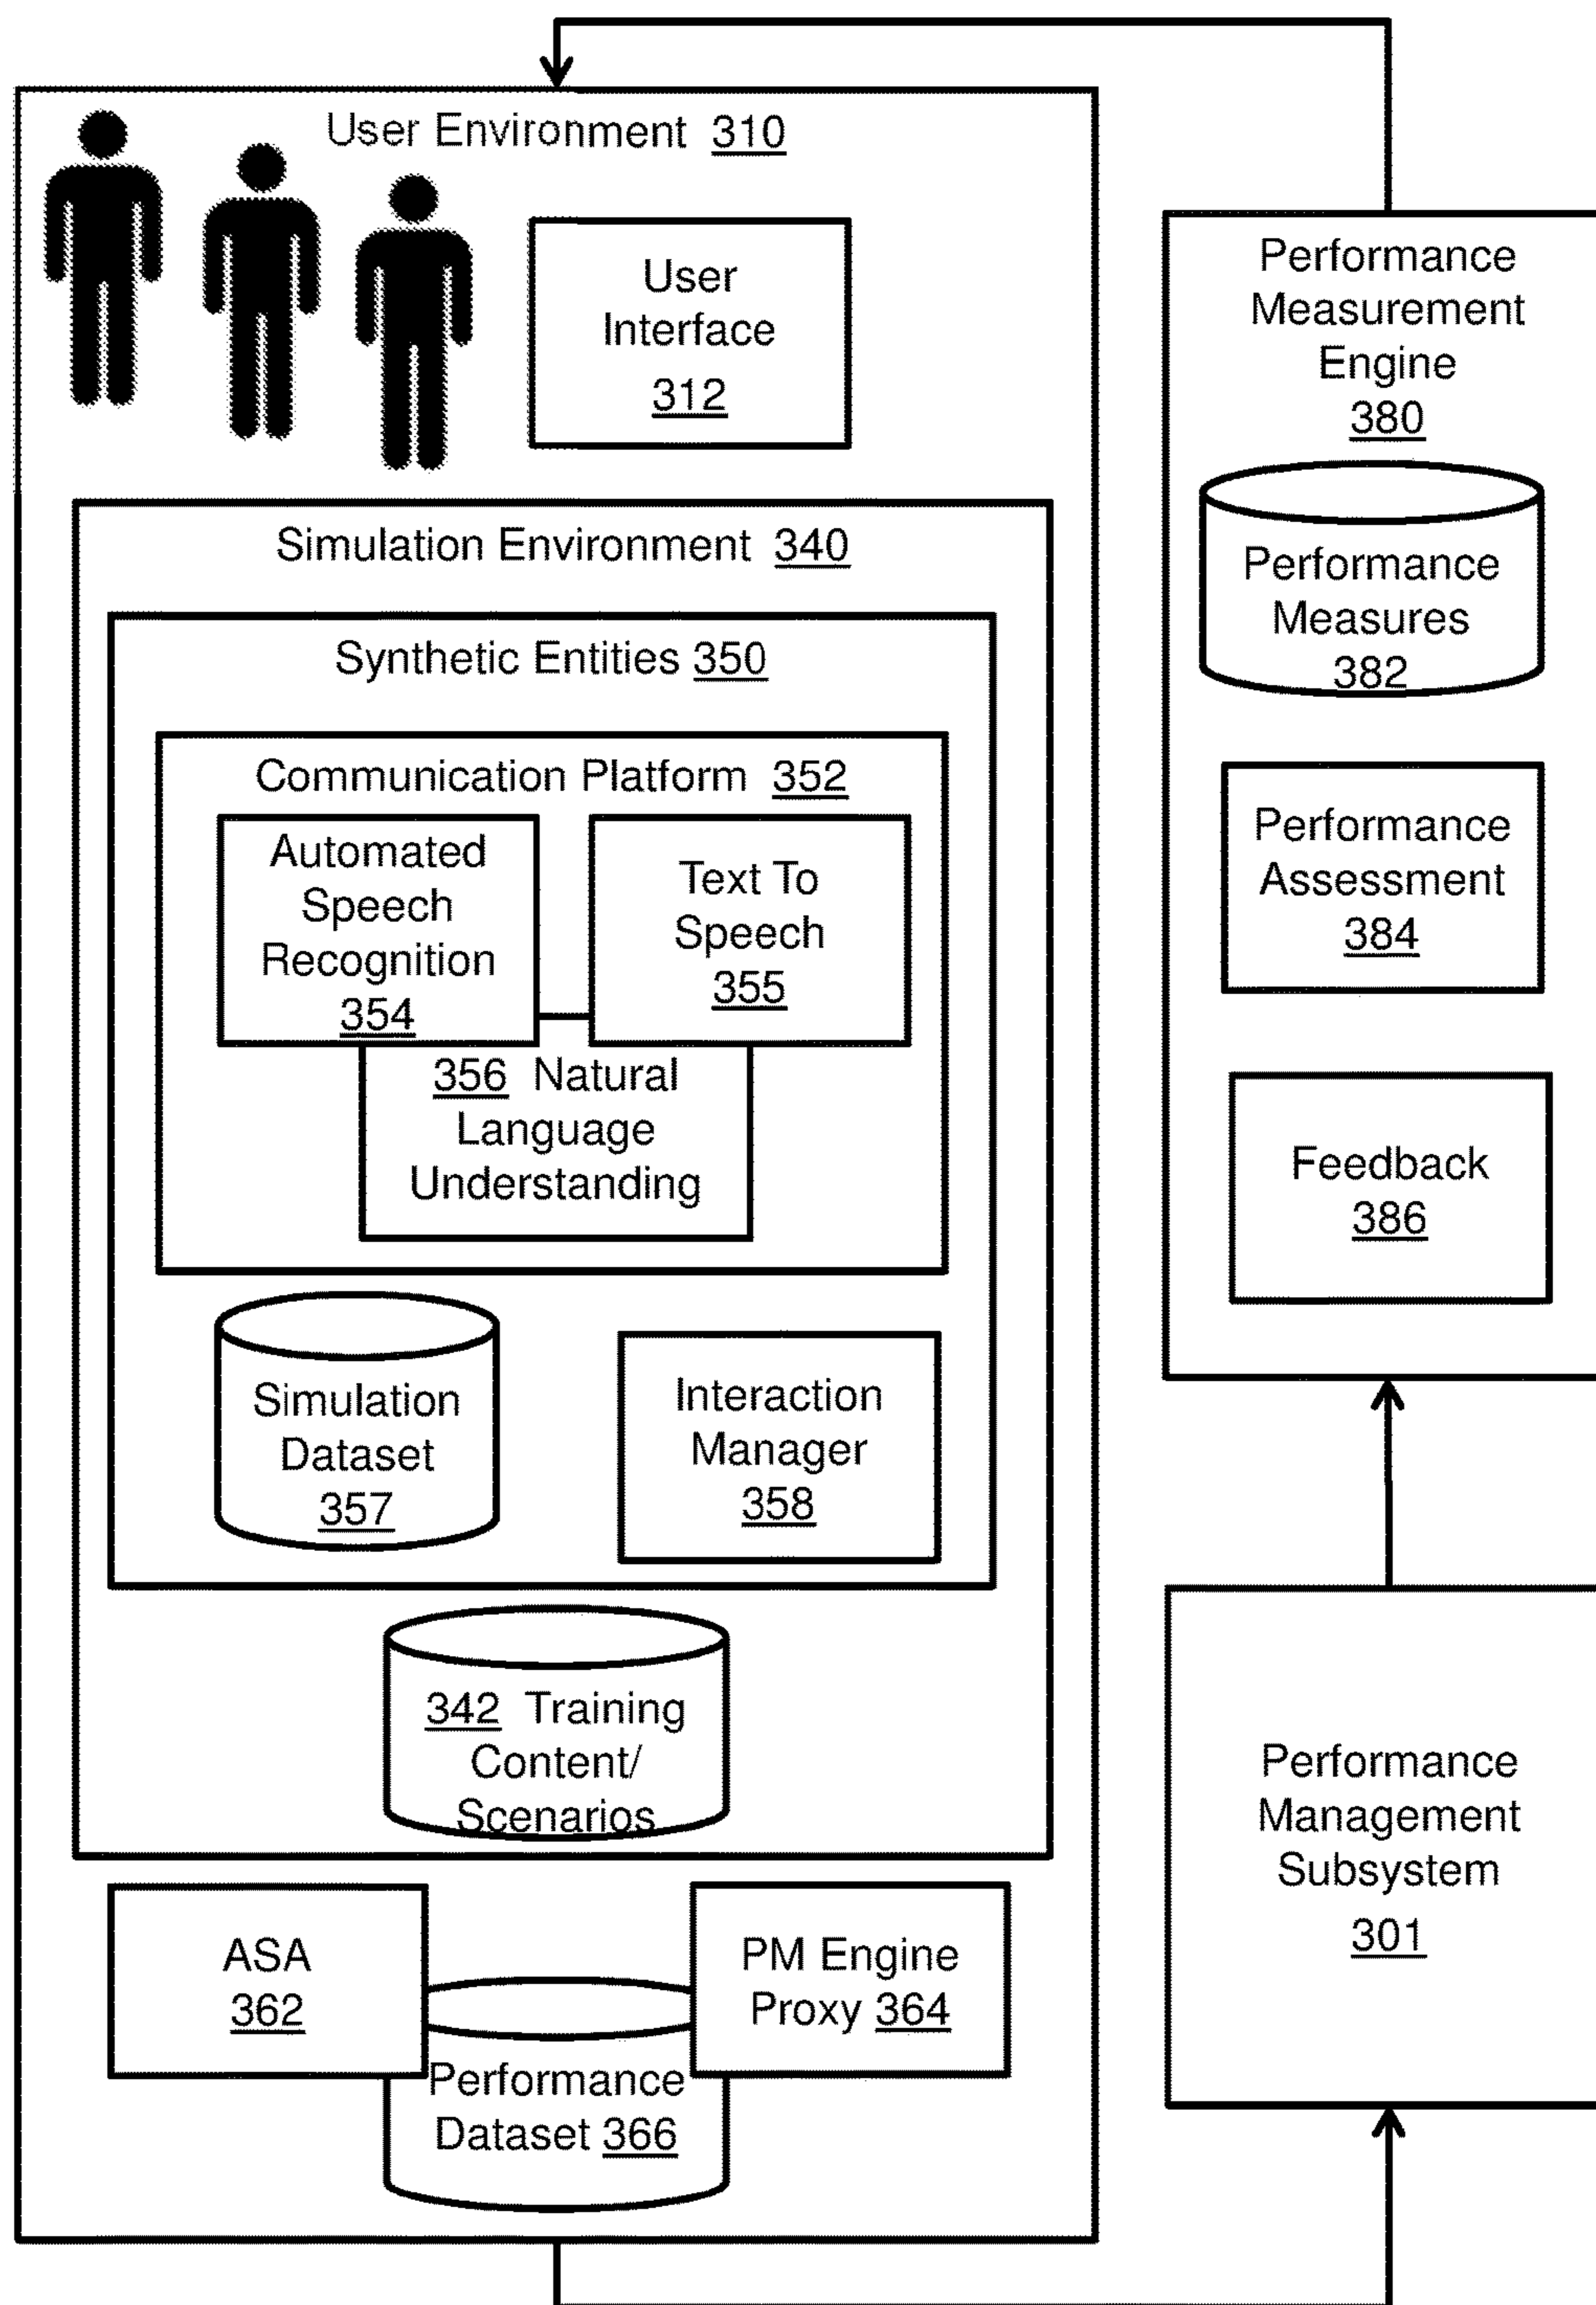 User Environment 310
User
Interface
312
Simulation Environment 340
Synthetic Entities 350
Communication Platform 352
Automated
Speech
Recognition
354
Text To
Speech
355
356 Natural
Language
Understanding
Simulation
Dataset
357
Interaction
Manager
358
342 Training
Content/
Scenarios
ASA
362
PM Engine
Proxy 364
Performance
Dataset 366
Performance
Measurement
Engine
380
Performance
Measures
382
Performance
Assessment
384
Feedback
386
Performance
Management
Subsystem
301